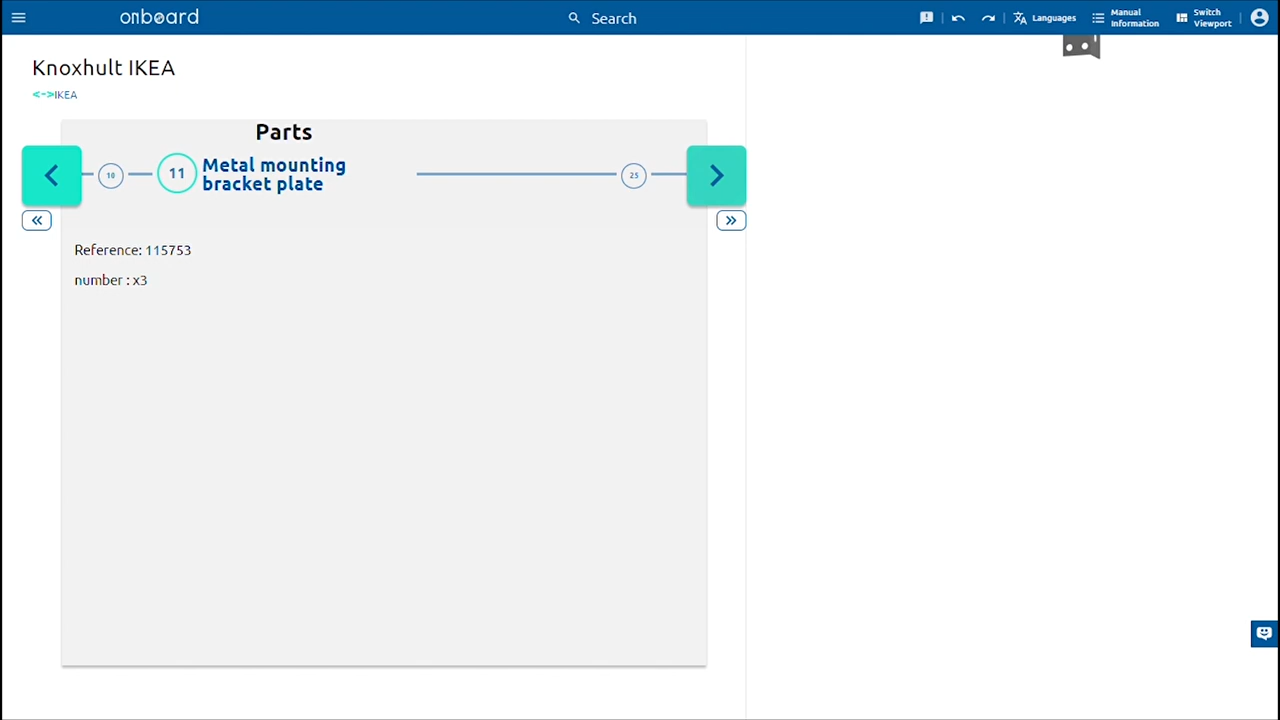 onboard
Search
Languages
Manual
Information
Switch
Viewport
Knoxhult IKEA
<->IKEA
Parts
10
11
Metal mounting
bracket plate
25
Reference: 115753
number : x3